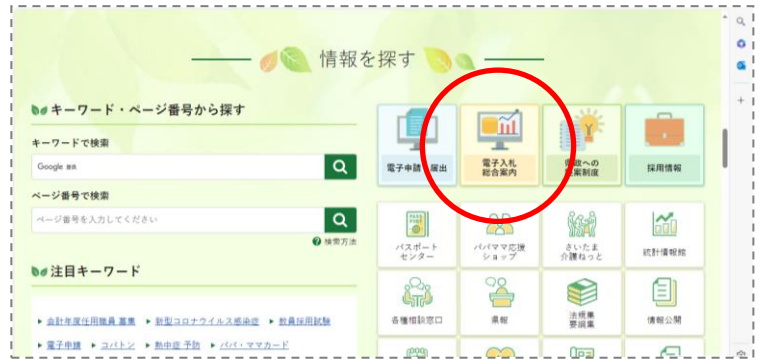 情報を探す
キーワード・ページ番号から探す
キーワードで検索
Google
ページ番号で検索
ページ番号を入力してください
検索方法
注目キーワード
会計年度任用職員 募集
新型コロナウイルス感染症
教員採用試験
電子申請
コバトン
熱中症 予防
パパ・ママカード
電子申請 届出
電子入札
総合案内
県政への
提案制度
採用情報
パスポート
センター
パパママ応援
ショップ
さいたま
介護ねっと
統計情報館
各種相談窓口
県報
法規集
要綱集
情報公開